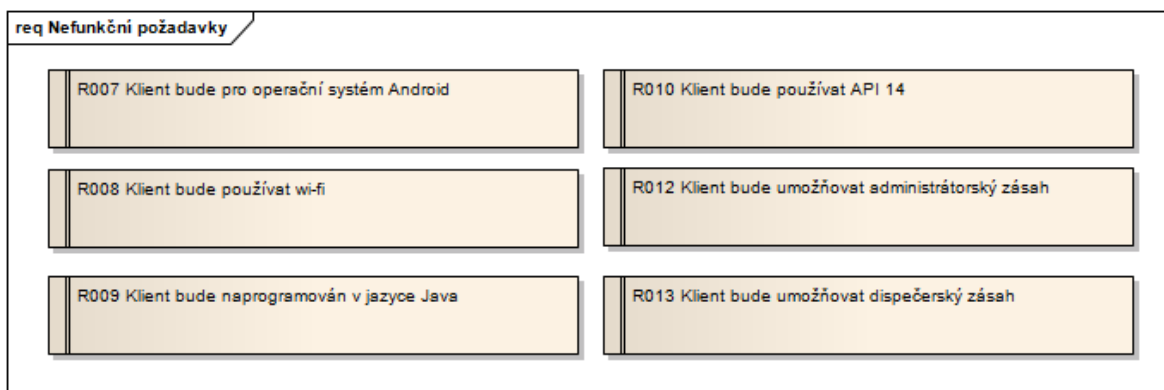 req Nefunkční požadavky
R007 Klient bude pro operační systém Android
R010 Klient bude používat API 14
R008 Klient bude používat wi-fi
R012 Klient bude umožňovat administrátorský zásah
R009 Klient bude naprogramován v jazyce Java
R013 Klient bude umožňovat dispečerský zásah